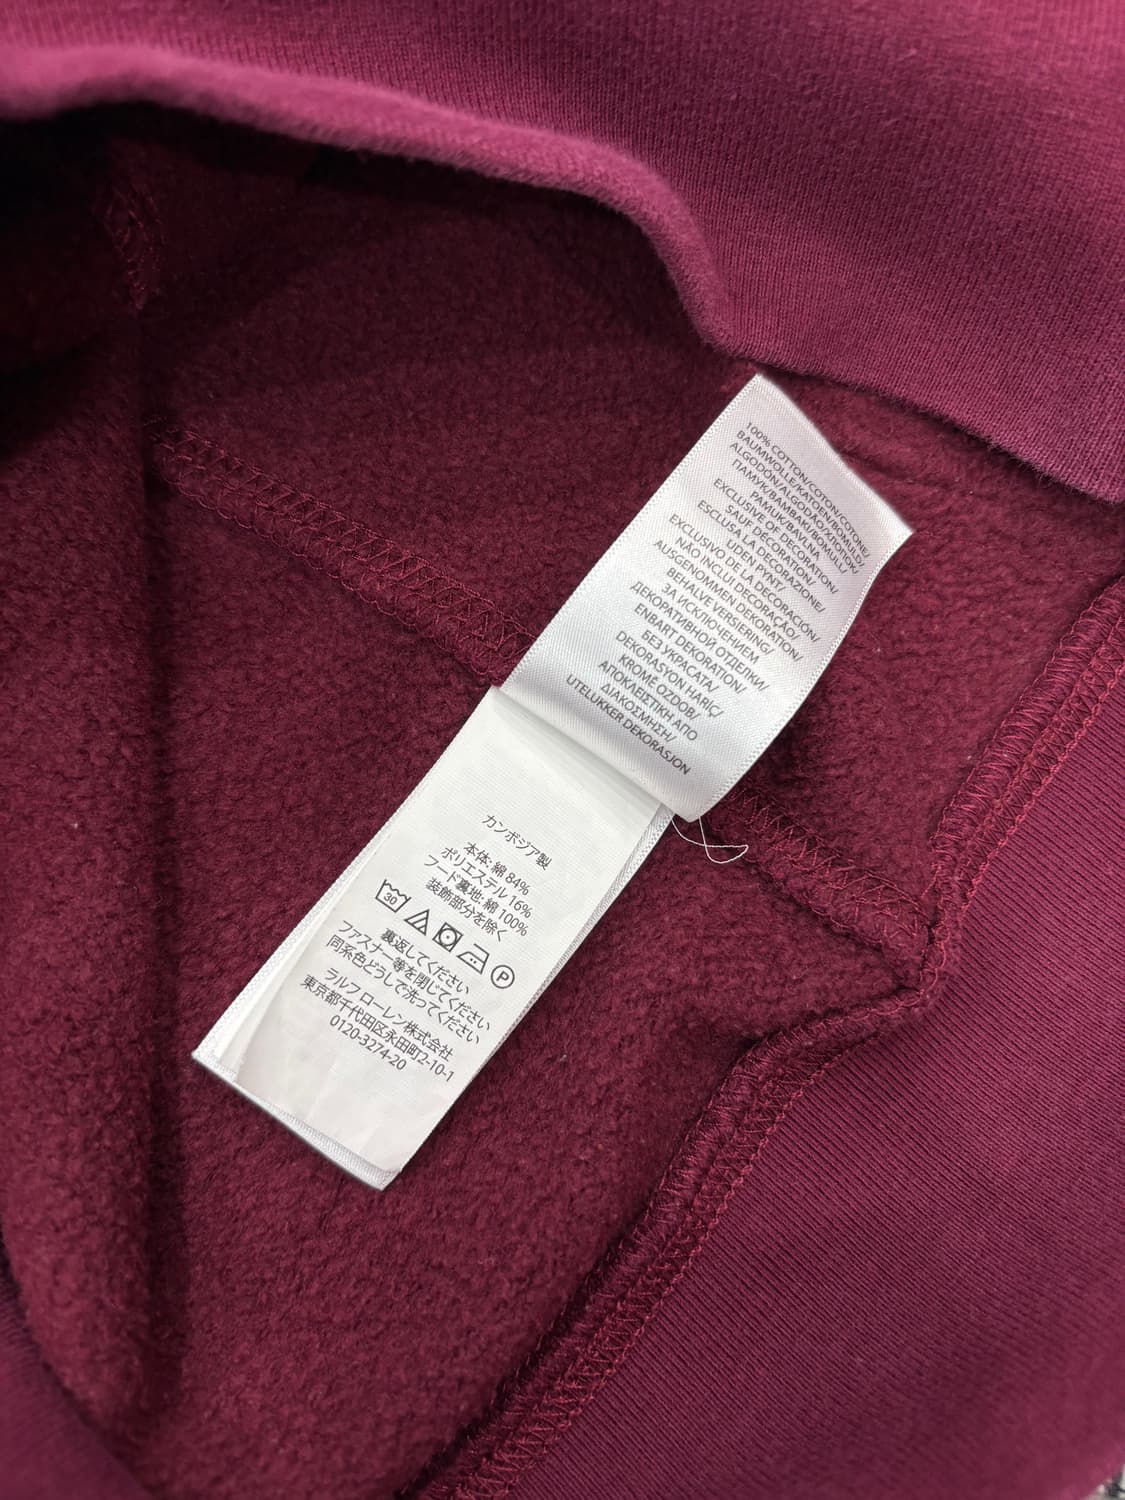 100% COTTON/COTON/COTONE/
BAUMWOLLE/KATOEN/BOMULD/
ALGODÓN/ALGODÃO/ХЛОПОК/
ПАМУК/BAMBAKI/BOMULL/
PAMUK/BAVLNA
EXCLUSIVE OF DECORATION/
SAUF DÉCORATION/
ESCLUSA LA DECORAZIONE/
UDEN PYNT/
EXCLUSIVO DE LA DECORACIÓN/
NÃO INCLUI DECORAÇÃO/
AUSGENOMMEN DEKORATION/
BEHALVE VERSIERING/
ЗА ИСКЛЮЧЕНИЕМ
ДЕКОРАТИВНОЙ ОТДЕЛКИ/
ENBART DEKORATION/
БЕЗ УКРАСАТА/
DEKORASYON HARİÇ/
KROMĚ OZDOB/
ΑΠΟΚΛΕΙΣΤΙΚΗ ΑΠΟ
ΔΙΑΚΟΣΜΗΣΗ/
UTELUKKER DEKORASJON
カンボジア製
本体: 綿 84%
ポリエステル 16%
フード裏地: 綿 100%
装飾部分を除く
30 P
裏返してください
ファスナー等を閉じてください
同系色どうしで洗ってください
ラルフ ローレン株式会社
東京都千代田区永田町2-10-1
0120-3274-20